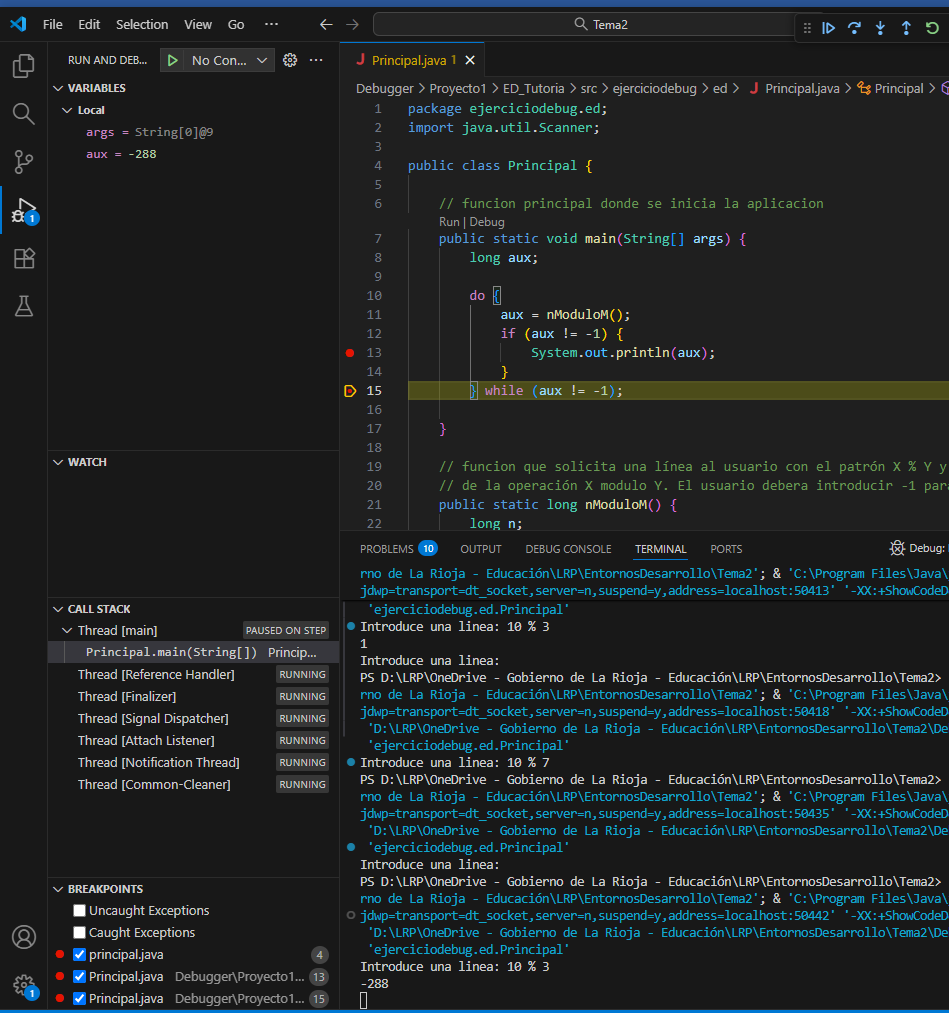 File Edit Selection View Go ··· Tema2
RUN AND DEB... No Con...
VARIABLES
Local
args = String[0]@9
aux = -288
WATCH
CALL STACK
Thread [main] PAUSED ON STEP
Principal.main(String[]) Princip...
Thread [Reference Handler] RUNNING
Thread [Finalizer] RUNNING
Thread [Signal Dispatcher] RUNNING
Thread [Attach Listener] RUNNING
Thread [Notification Thread] RUNNING
Thread [Common-Cleaner] RUNNING
BREAKPOINTS
Uncaught Exceptions
Caught Exceptions
principal.java 4
Principal.java Debugger\Proyecto1... 13
Principal.java Debugger\Proyecto1... 15
1
1
J Principal.java 1
Debugger > Proyecto1 > ED_Tutoria > src > ejerciciodebug > ed > J Principal.java > Principal >
1 package ejerciciodebug.ed;
2 import java.util.Scanner;
3
4 public class Principal {
5
6 // funcion principal donde se inicia la aplicacion
Run | Debug
7 public static void main(String[] args) {
8 long aux;
9
10 do {
11 aux = nModuloM();
12 if (aux != -1) {
13 System.out.println(aux);
14 }
15 } while (aux != -1);
16
17 }
18
19 // funcion que solicita una línea al usuario con el patrón X % Y y
20 // de la operación X modulo Y. El usuario debera introducir -1 par
21 public static long nModuloM() {
22 long n;
PROBLEMS 10 OUTPUT DEBUG CONSOLE TERMINAL PORTS Debug:
rno de La Rioja - Educación\LRP\EntornosDesarrollo\Tema2'; & 'C:\Program Files\Java\
jdwp=transport=dt_socket,server=n,suspend=y,address=localhost:50413' '-XX:+ShowCodeD
'ejerciciodebug.ed.Principal'
Introduce una linea: 10 % 3
1
Introduce una linea:
PS D:\LRP\OneDrive - Gobierno de La Rioja - Educación\LRP\EntornosDesarrollo\Tema2>
rno de La Rioja - Educación\LRP\EntornosDesarrollo\Tema2'; & 'C:\Program Files\Java\
jdwp=transport=dt_socket,server=n,suspend=y,address=localhost:50418' '-XX:+ShowCodeD
'D:\LRP\OneDrive - Gobierno de La Rioja - Educación\LRP\EntornosDesarrollo\Tema2\De
'ejerciciodebug.ed.Principal'
Introduce una linea: 10 % 7
PS D:\LRP\OneDrive - Gobierno de La Rioja - Educación\LRP\EntornosDesarrollo\Tema2>
rno de La Rioja - Educación\LRP\EntornosDesarrollo\Tema2'; & 'C:\Program Files\Java\
jdwp=transport=dt_socket,server=n,suspend=y,address=localhost:50435' '-XX:+ShowCodeD
'D:\LRP\OneDrive - Gobierno de La Rioja - Educación\LRP\EntornosDesarrollo\Tema2\De
'ejerciciodebug.ed.Principal'
Introduce una linea:
PS D:\LRP\OneDrive - Gobierno de La Rioja - Educación\LRP\EntornosDesarrollo\Tema2>
rno de La Rioja - Educación\LRP\EntornosDesarrollo\Tema2'; & 'C:\Program Files\Java\
jdwp=transport=dt_socket,server=n,suspend=y,address=localhost:50442' '-XX:+ShowCodeD
'D:\LRP\OneDrive - Gobierno de La Rioja - Educación\LRP\EntornosDesarrollo\Tema2\De
'ejerciciodebug.ed.Principal'
Introduce una linea: 10 % 3
-288